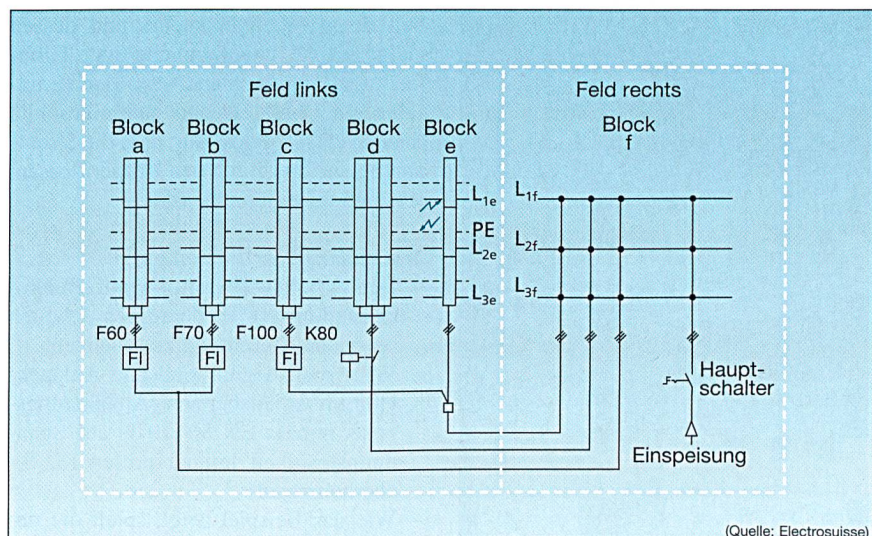 Feld links
Feld rechts
Block
a
Block
b
Block
c
Block
d
Block
e
Block
f
L1e
PE
L2e
L3e
L1f
L2f
L3f
F60
F70
F100
K80
FI
FI
FI
Haupt-
schalter
Einspeisung
(Quelle: Electrosuisse)